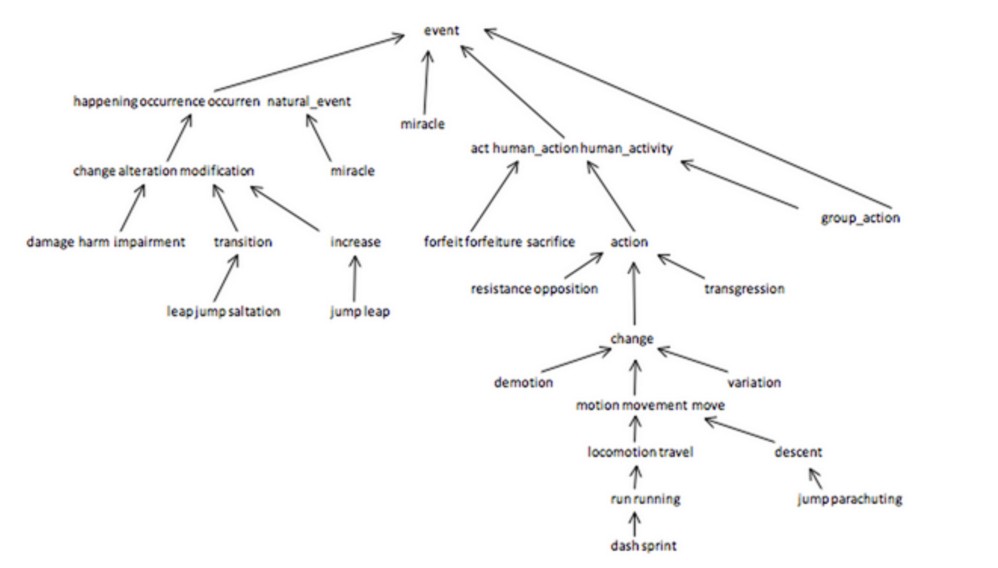 event
happening occurrence occurren natural_event
miracle
act human_action human_activity
change alteration modification
miracle
group_action
damage harm impairment
transition
increase
forfeit forfeiture sacrifice
action
resistance opposition
transgression
leap jump saltation
jump leap
change
demotion
variation
motion movement move
locomotion travel
descent
run running
jump parachuting
dash sprint